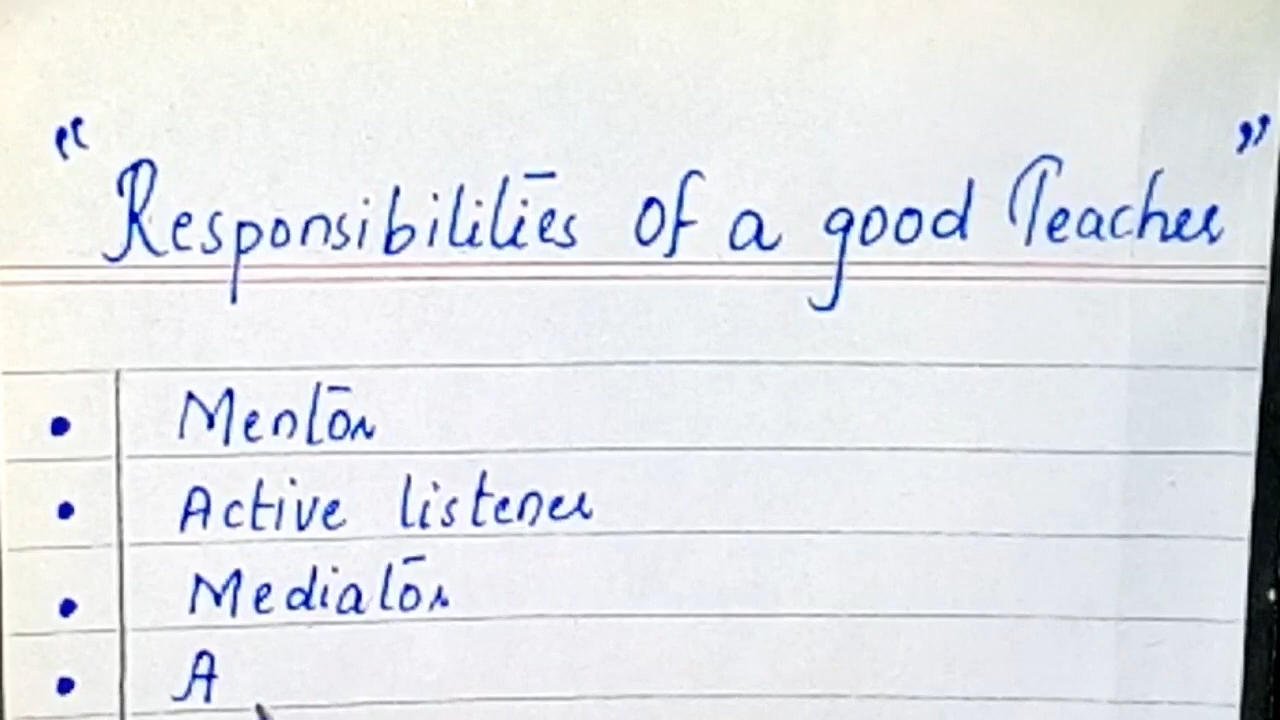 "Responsibilities of a good Teacher"
• Mentor
• Active listener
• Mediator
• A